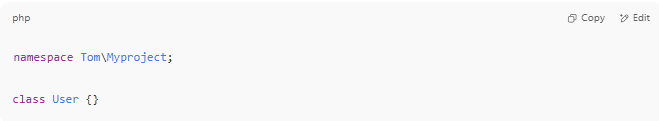 php Copy Edit
namespace Tom\Myproject;
class User {}